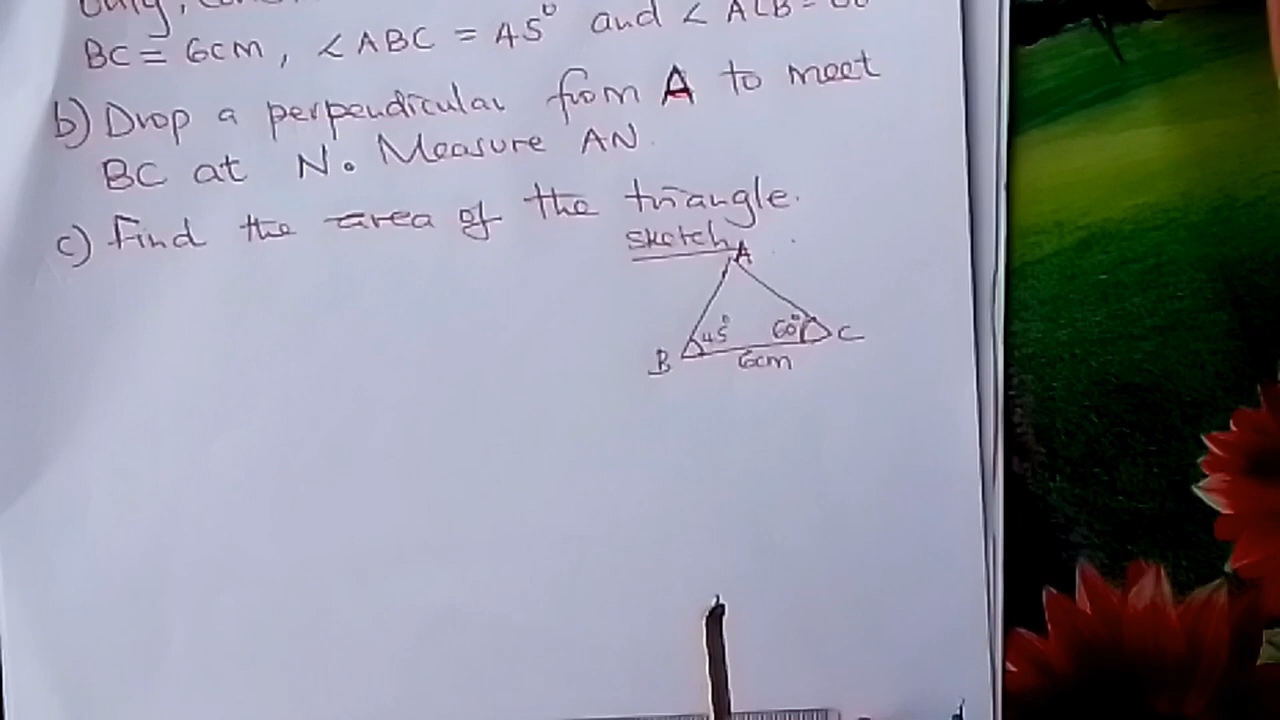 BC = 6cm, ∠ABC = 45° and ∠ACB =
b) Drop a perpendicular from A to meet
BC at N. Measure AN.
c) Find the area of the triangle.
sketch
A
45° 60°
B C
6cm